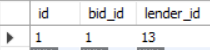 id bid_id lender_id
1 1 13